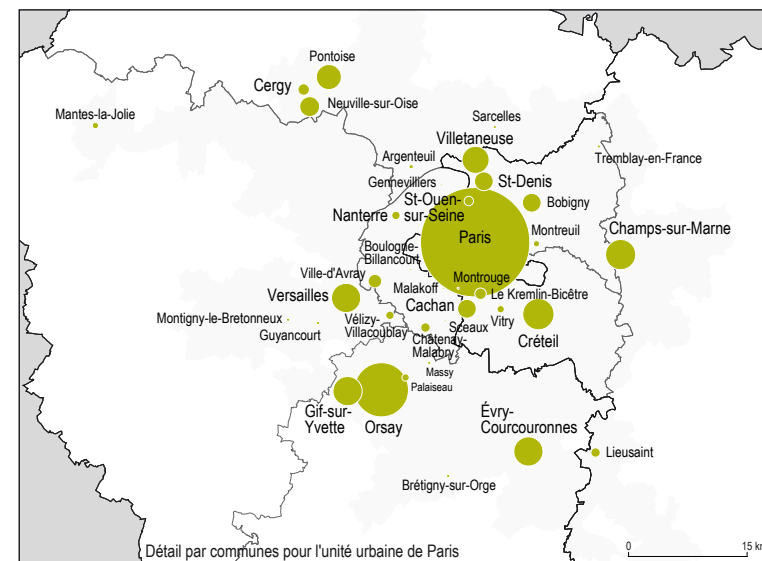 Pontoise
Cergy
Neuville-sur-Oise
Mantes-la-Jolie
Sarcelles
Villetaneuse
Argenteuil
Tremblay-en-France
Gennevilliers
St-Denis
St-Ouen-
sur-Seine
Bobigny
Nanterre
Paris
Montreuil
Champs-sur-Marne
Boulogne-
Billancourt
Ville-d'Avray
Malakoff
Montrouge
Versailles
Le Kremlin-Bicêtre
Cachan
Montigny-le-Bretonneux
Vélizy-
Villacoublay
Vitry
Guyancourt
Sceaux
Créteil
Châtenay-
Malabry
Massy
Palaiseau
Gif-sur-
Yvette
Orsay
Évry-
Courcouronnes
Lieusaint
Brétigny-sur-Orge
Détail par communes pour l'unité urbaine de Paris
0 15 km